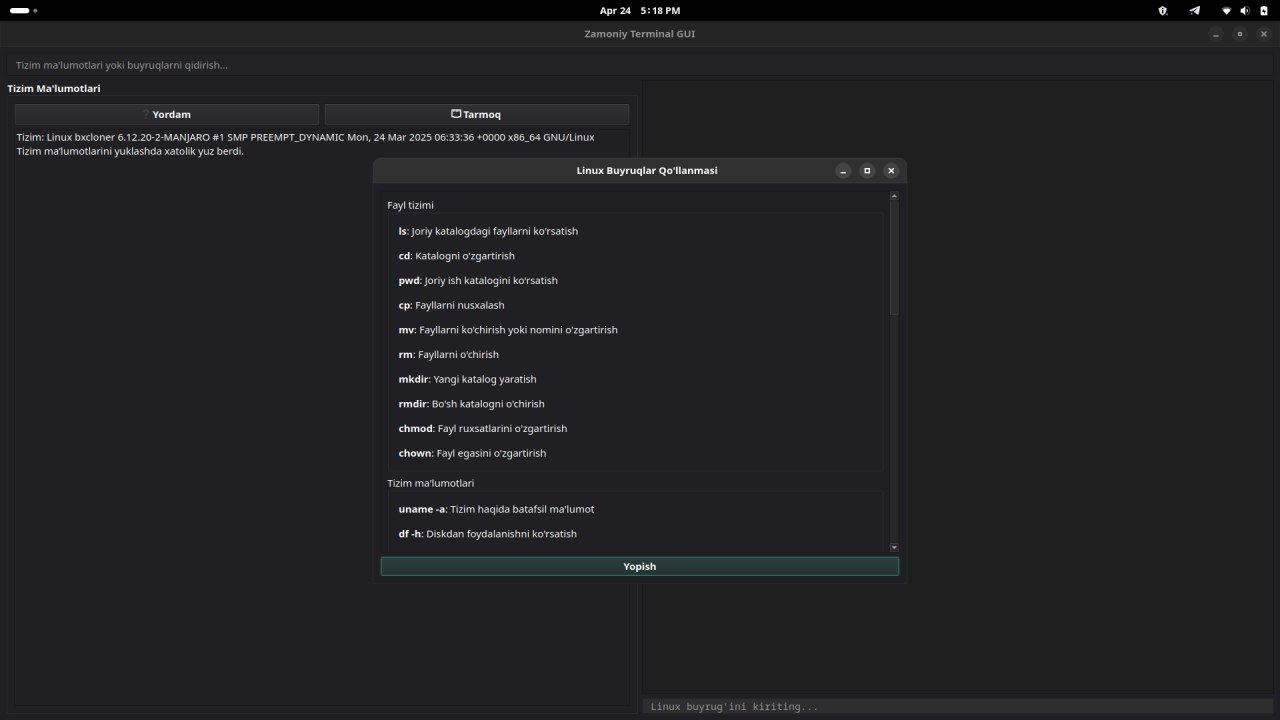 Apr 24 5:18 PM
Zamoniy Terminal GUI
Tizim ma'lumotlari yoki buyruqlarni qidirish...
Tizim Ma'lumotlari
Yordam
Tarmoq
Tizim: Linux bxcloner 6.12.20-2-MANJARO #1 SMP PREEMPT_DYNAMIC Mon, 24 Mar 2025 06:33:36 +0000 x86_64 GNU/Linux
Tizim ma'lumotlarini yuklashda xatolik yuz berdi.
Linux Buyruqlar Qo'llanmasi
Fayl tizimi
ls: Joriy katalogdagi fayllarni ko'rsatish
cd: Katalogni o'zgartirish
pwd: Joriy ish katalogini ko'rsatish
cp: Fayllarni nusxalash
mv: Fayllarni ko'chirish yoki nomini o'zgartirish
rm: Fayllarni o'chirish
mkdir: Yangi katalog yaratish
rmdir: Bo'sh katalogni o'chirish
chmod: Fayl ruxsatlarini o'zgartirish
chown: Fayl egasini o'zgartirish
Tizim ma'lumotlari
uname -a: Tizim haqida batafsil ma'lumot
df -h: Diskdan foydalanishni ko'rsatish
Yopish
Linux buyrug'ini kiriting...